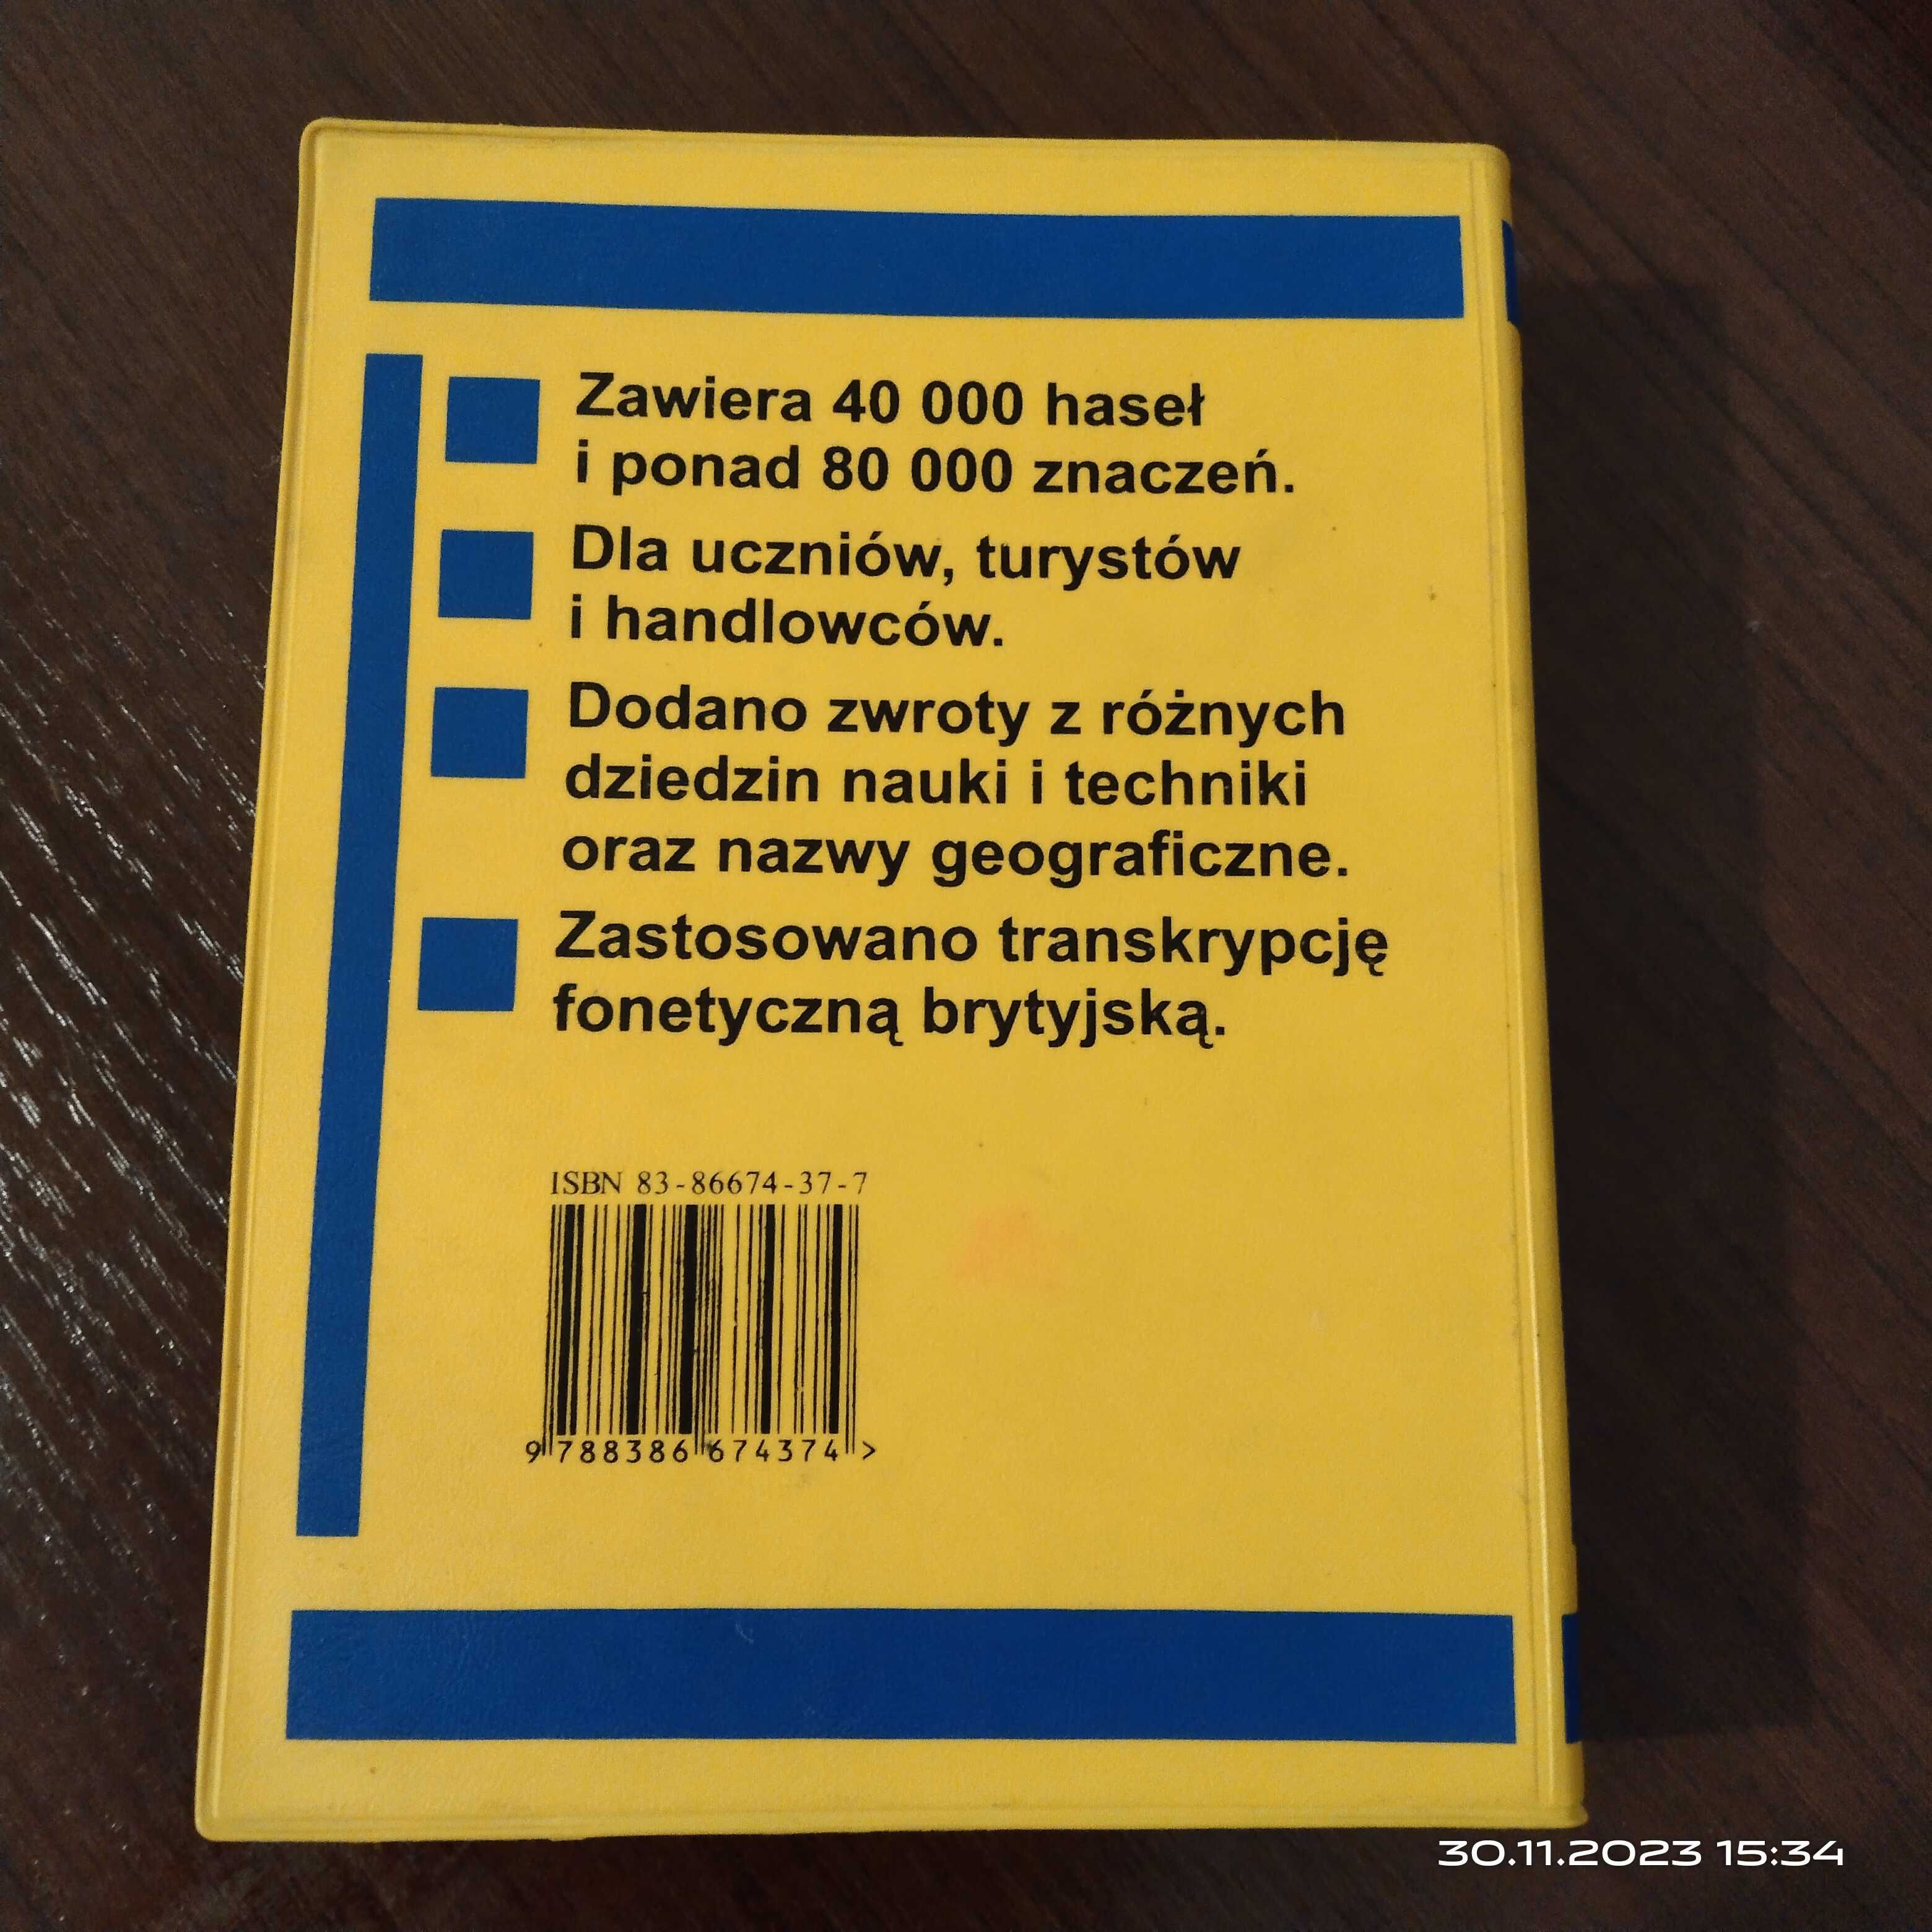 Zawiera 40 000 haseł
i ponad 80 000 znaczeń.
Dla uczniów, turystów
i handlowców.
Dodano zwroty z różnych
dziedzin nauki i techniki
oraz nazwy geograficzne.
Zastosowano transkrypcję
fonetyczną brytyjską.
ISBN 83-86674-37-7
9 788386 674374 >
30.11.2023 15:34